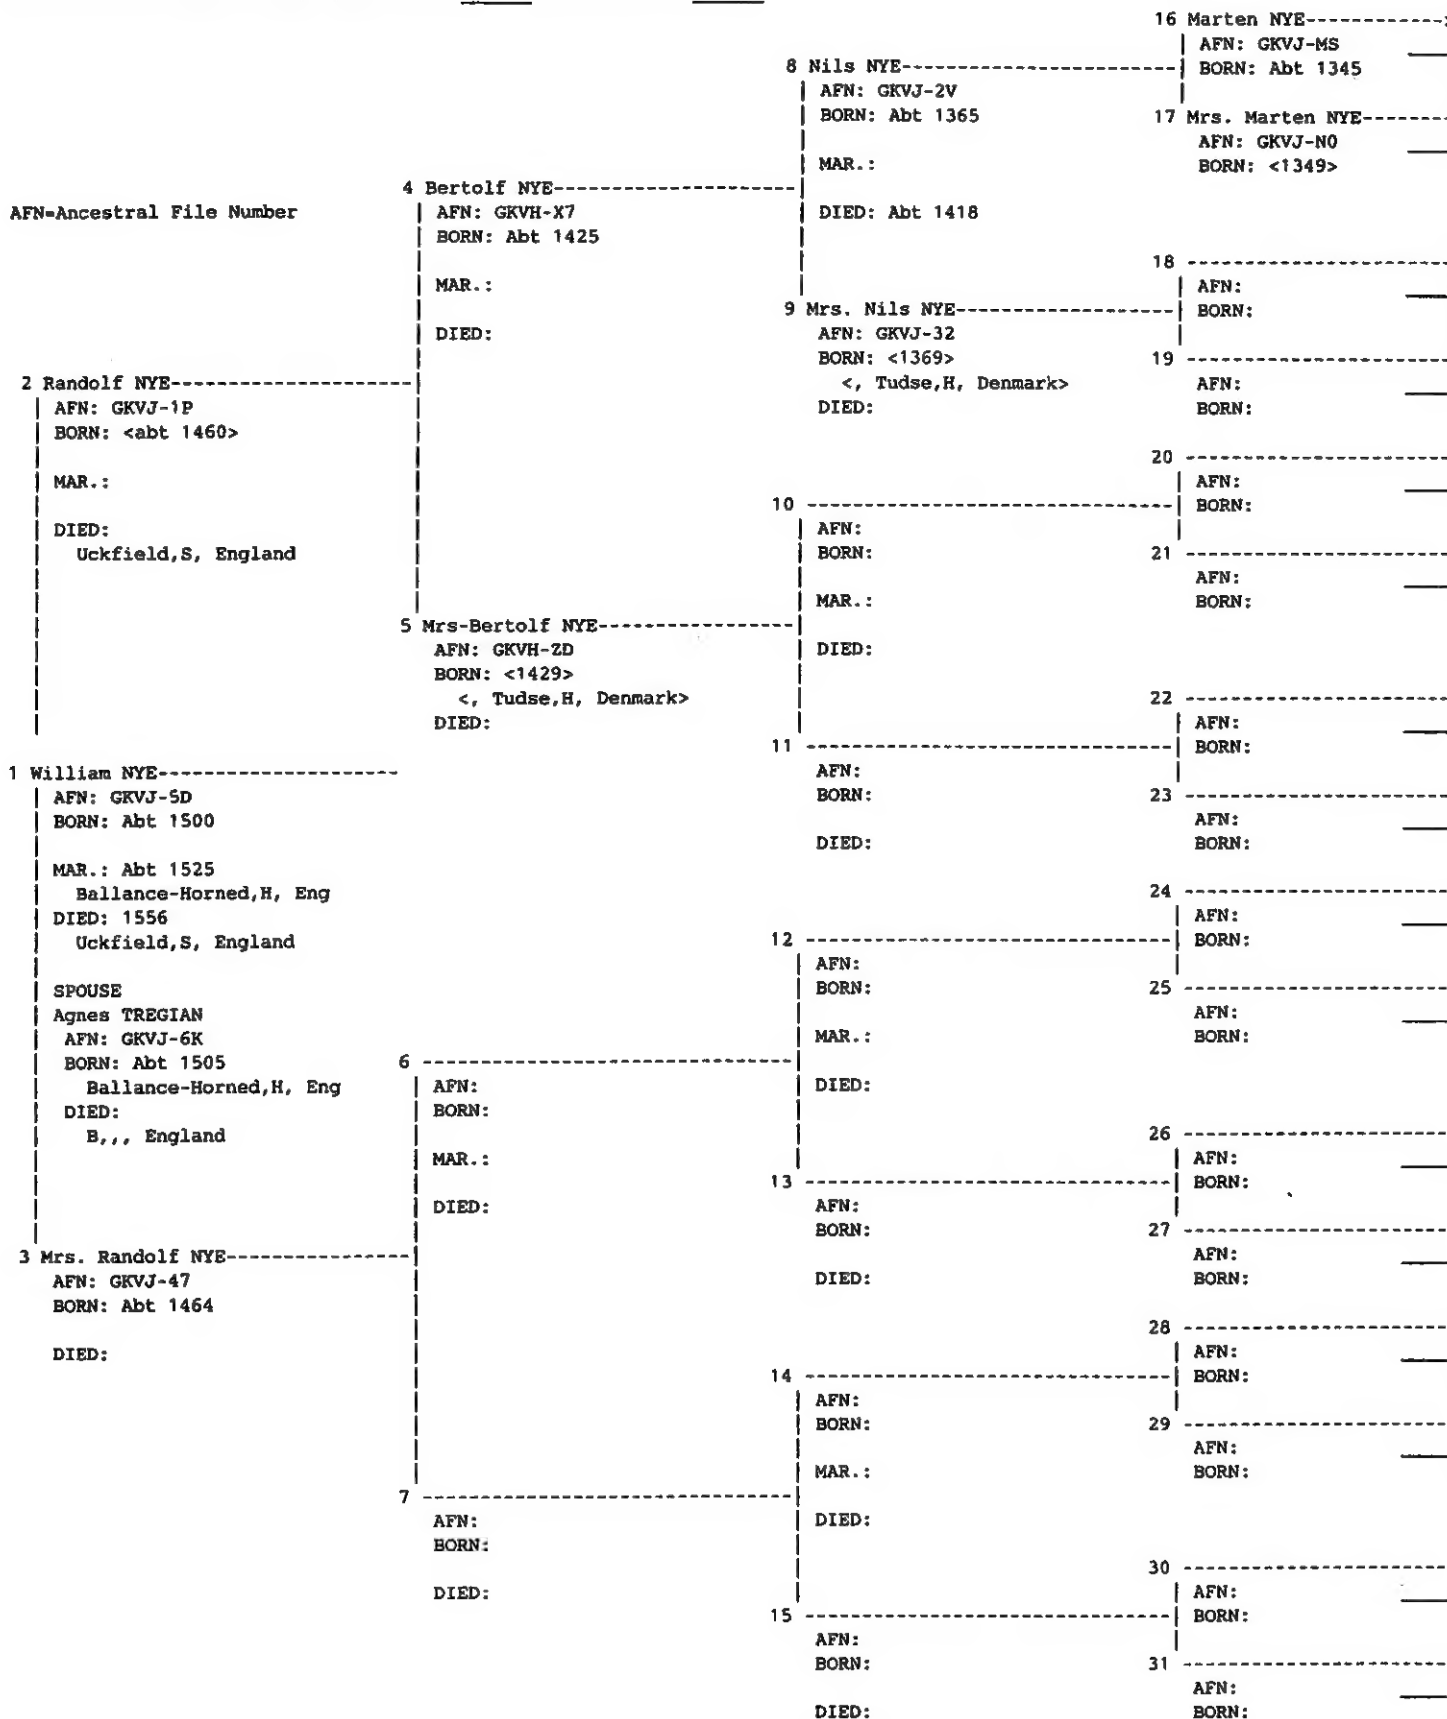 AFN=Ancestral File Number
1 William NYE
AFN: GKVJ-5D
BORN: Abt 1500
MAR.: Abt 1525
Ballance-Horned,H, Eng
DIED: 1556
Uckfield,S, England
SPOUSE
Agnes TREGIAN
AFN: GKVJ-6K
BORN: Abt 1505
Ballance-Horned,H, Eng
DIED:
B,,, England
2 Randolf NYE
AFN: GKVJ-1P
BORN: <abt 1460>
MAR.:
DIED:
Uckfield,S, England
3 Mrs. Randolf NYE
AFN: GKVJ-47
BORN: Abt 1464
DIED:
4 Bertolf NYE
AFN: GKVH-X7
BORN: Abt 1425
MAR.:
DIED:
5 Mrs-Bertolf NYE
AFN: GKVH-ZD
BORN: <1429>
<, Tudse,H, Denmark>
DIED:
6
AFN:
BORN:
MAR.:
DIED:
7
AFN:
BORN:
DIED:
8 Nils NYE
AFN: GKVJ-2V
BORN: Abt 1365
MAR.:
DIED: Abt 1418
9 Mrs. Nils NYE
AFN: GKVJ-32
BORN: <1369>
<, Tudse,H, Denmark>
DIED:
10
AFN:
BORN:
MAR.:
DIED:
11
AFN:
BORN:
DIED:
12
AFN:
BORN:
MAR.:
DIED:
13
AFN:
BORN:
DIED:
14
AFN:
BORN:
MAR.:
DIED:
15
AFN:
BORN:
DIED:
16 Marten NYE
AFN: GKVJ-MS
BORN: Abt 1345
17 Mrs. Marten NYE
AFN: GKVJ-N0
BORN: <1349>
18
AFN:
BORN:
19
AFN:
BORN:
20
AFN:
BORN:
21
AFN:
BORN:
22
AFN:
BORN:
23
AFN:
BORN:
24
AFN:
BORN:
25
AFN:
BORN:
26
AFN:
BORN:
27
AFN:
BORN:
28
AFN:
BORN:
29
AFN:
BORN:
30
AFN:
BORN:
31
AFN:
BORN: